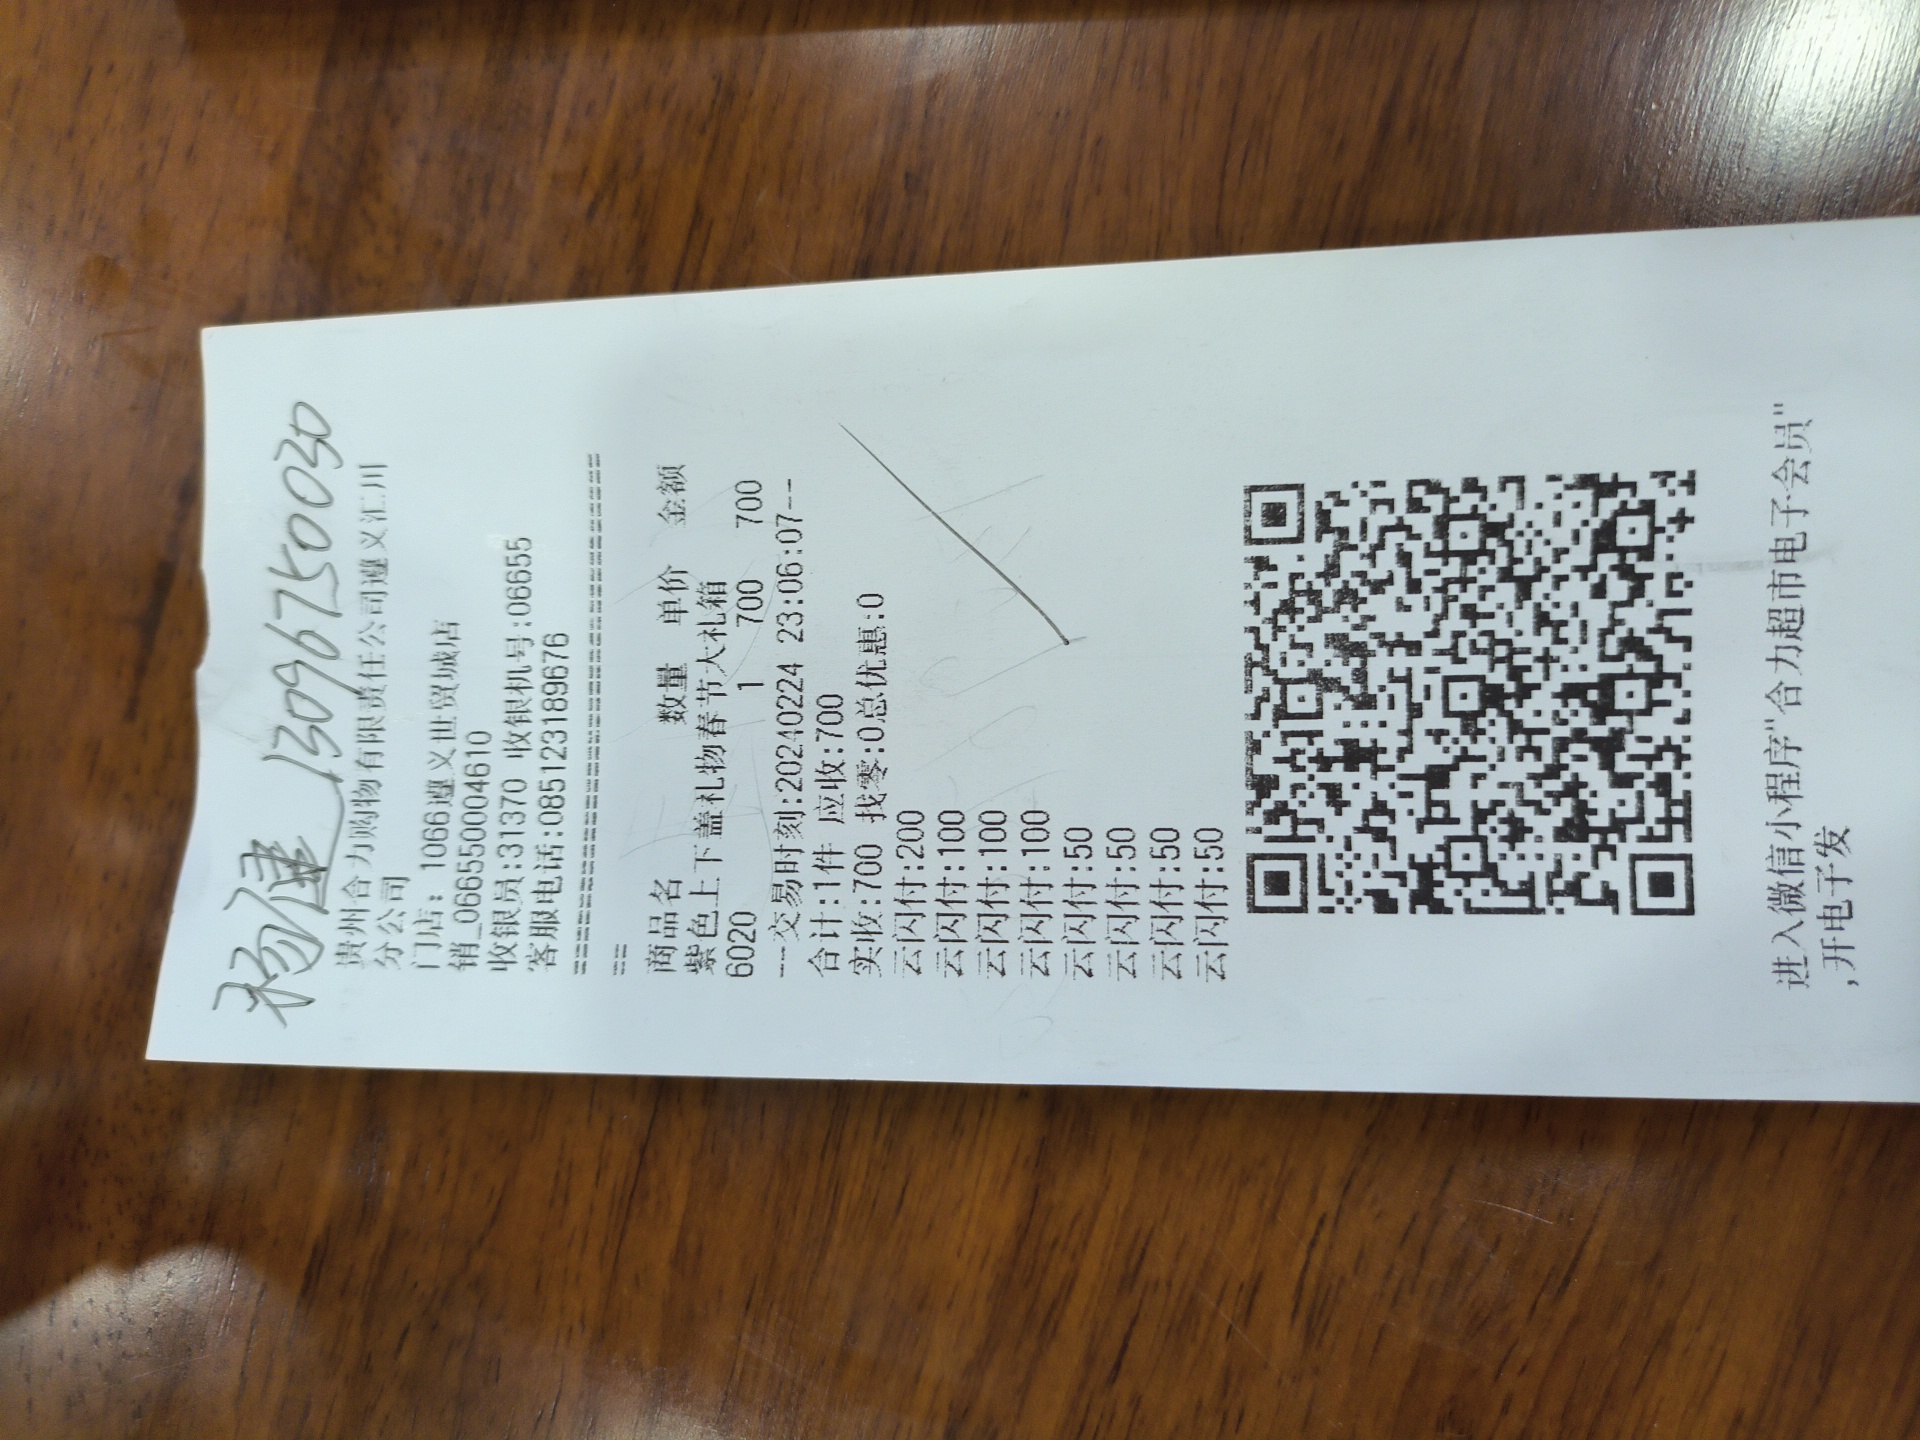 杨健 13096750030
贵州合力购物有限责任公司遵义汇川
分公司
门店: 1066遵义世贸城店
销_066550004610
收银员:31370 收银机号:06655
客服电话:085123189676
商品名 数量 单价 金额
紫色上下盖礼物春节大礼箱
6020 1 700 700
--交易时刻:20240224 23:06:07--
合计:1件 应收:700
实收:700 找零:0总优惠:0
云闪付:200
云闪付:100
云闪付:100
云闪付:100
云闪付:50
云闪付:50
云闪付:50
云闪付:50
进入微信小程序"合力超市电子会员"
,开电子发